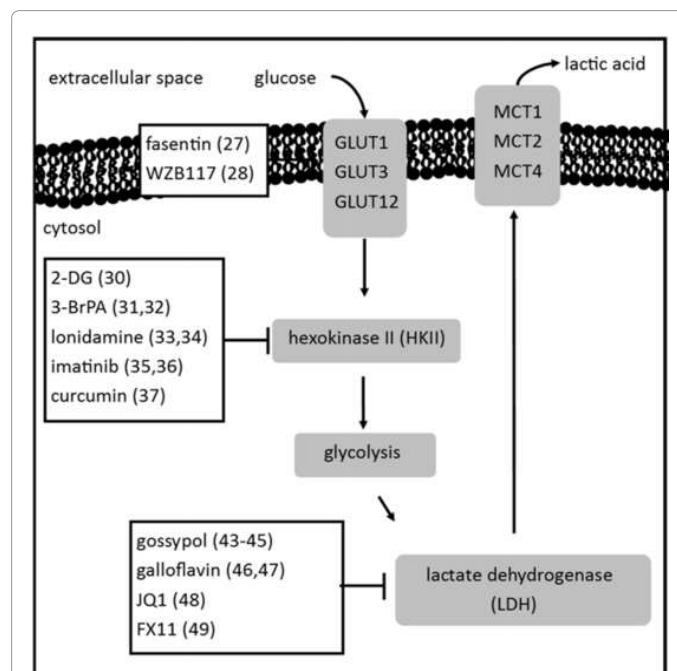 extracellular space
glucose
lactic acid
fasentin (27)
WZB117 (28)
GLUT1
GLUT3
GLUT12
MCT1
MCT2
MCT4
cytosol
2-DG (30)
3-BrPA (31,32)
lonidamine (33,34)
imatinib (35,36)
curcumin (37)
hexokinase II (HKII)
glycolysis
gossypol (43-45)
galloflavin (46,47)
JQ1 (48)
FX11 (49)
lactate dehydrogenase
(LDH)